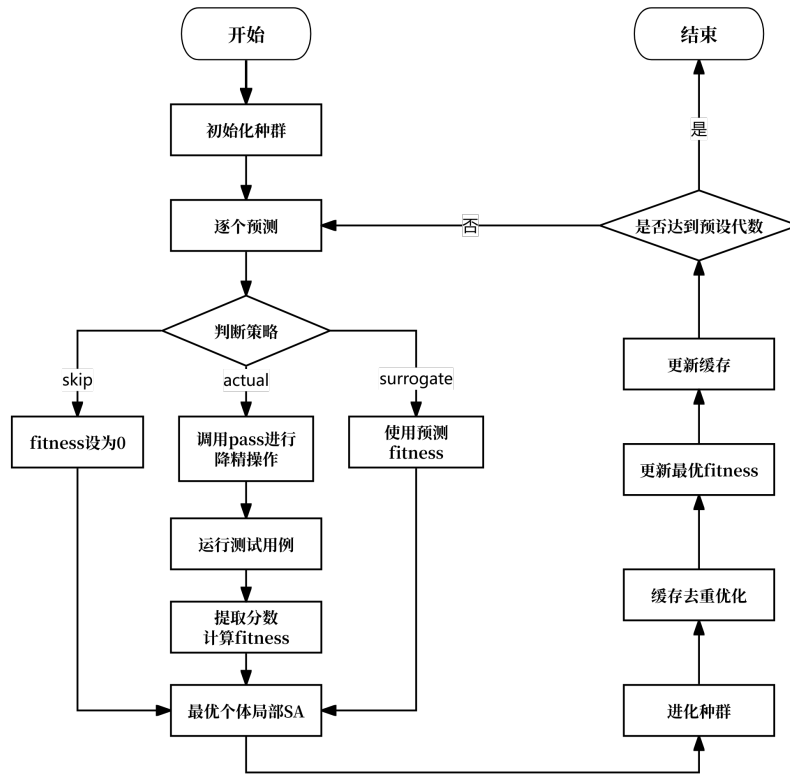 开始
结束
初始化种群
是
逐个预测
否
是否达到预设代数
判断策略
skip
actual
surrogate
更新缓存
fitness设为0
调用pass进行
降精操作
使用预测
fitness
更新最优fitness
运行测试用例
缓存去重优化
提取分数
计算fitness
最优个体局部SA
进化种群